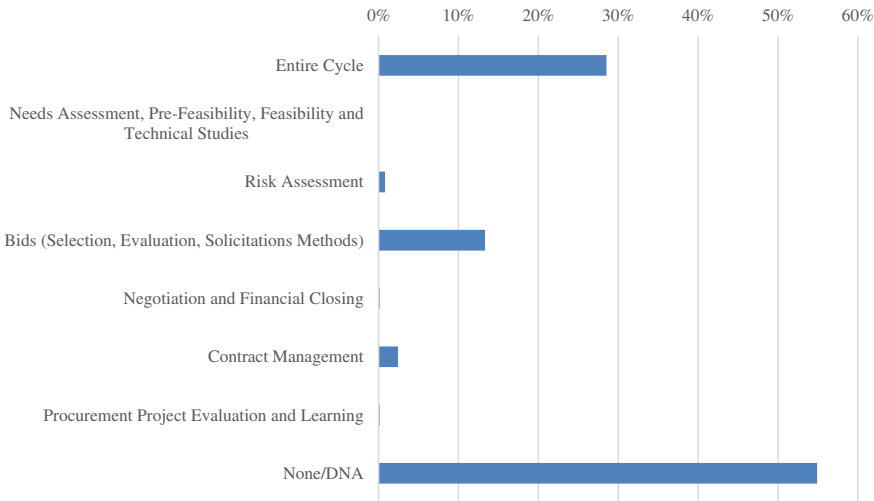 0% 10% 20% 30% 40% 50% 60%
Entire Cycle
Needs Assessment, Pre-Feasibility, Feasibility and
Technical Studies
Risk Assessment
Bids (Selection, Evaluation, Solicitations Methods)
Negotiation and Financial Closing
Contract Management
Procurement Project Evaluation and Learning
None/DNA